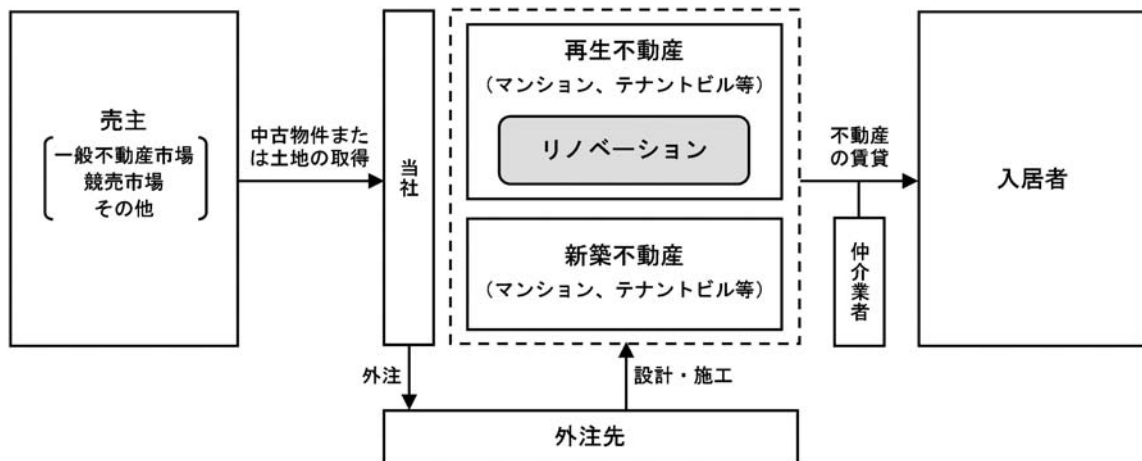 売主
一般不動産市場
競売市場
その他
中古物件また
は土地の取得
当社
再生不動産
（マンション、テナントビル等）
リノベーション
新築不動産
（マンション、テナントビル等）
不動産
の賃貸
仲介業者
入居者
外注
設計・施工
外注先